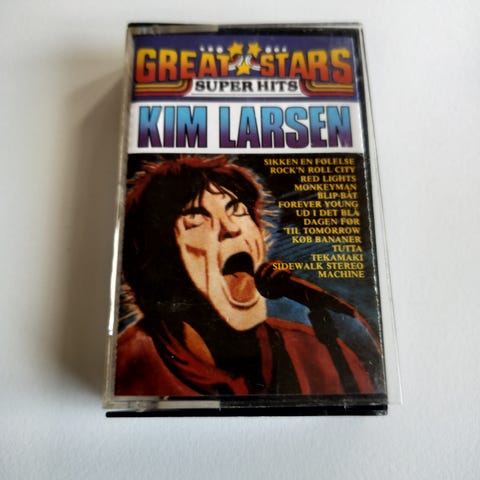 GREAT STARS
SUPER HITS
KIM LARSEN
SIKKEN EN FØLELSE
ROCK'N ROLL CITY
RED LIGHTS
MONKEYMAN
BLIP-BÅT
FOREVER YOUNG
UD I DET BLÅ
DAGEN FØR
'TIL TOMORROW
KØB BANANER
TUTTA
TEKAMAKI
SIDEWALK STEREO
MACHINE